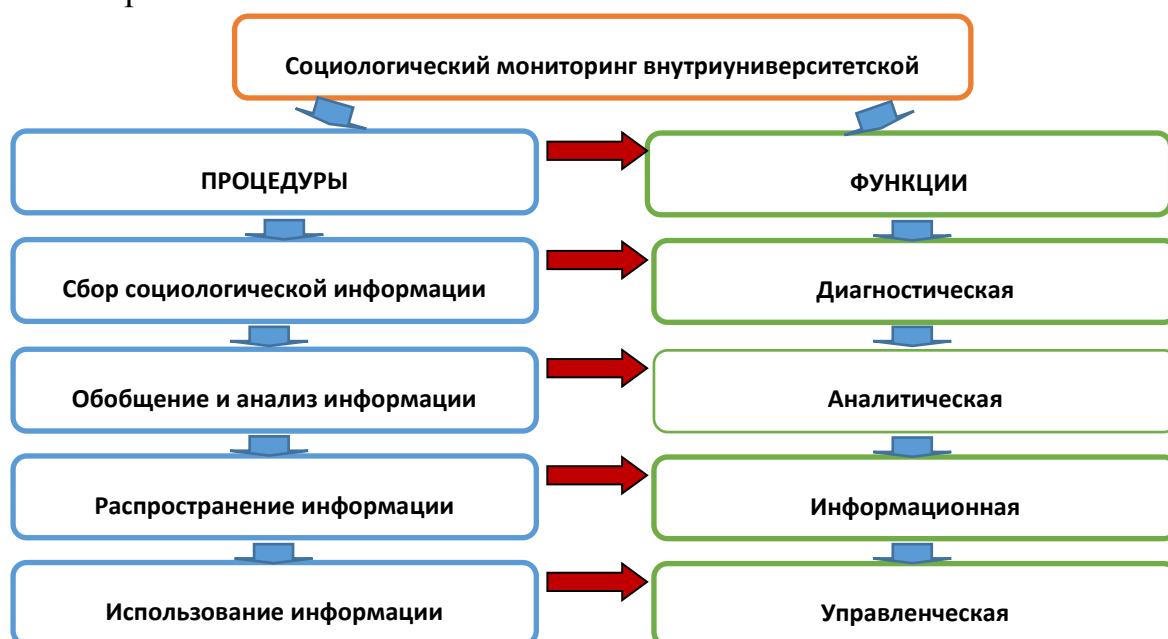 Социологический мониторинг внутриуниверситетской
ПРОЦЕДУРЫ
ФУНКЦИИ
Сбор социологической информации
Диагностическая
Обобщение и анализ информации
Аналитическая
Распространение информации
Информационная
Использование информации
Управленческая